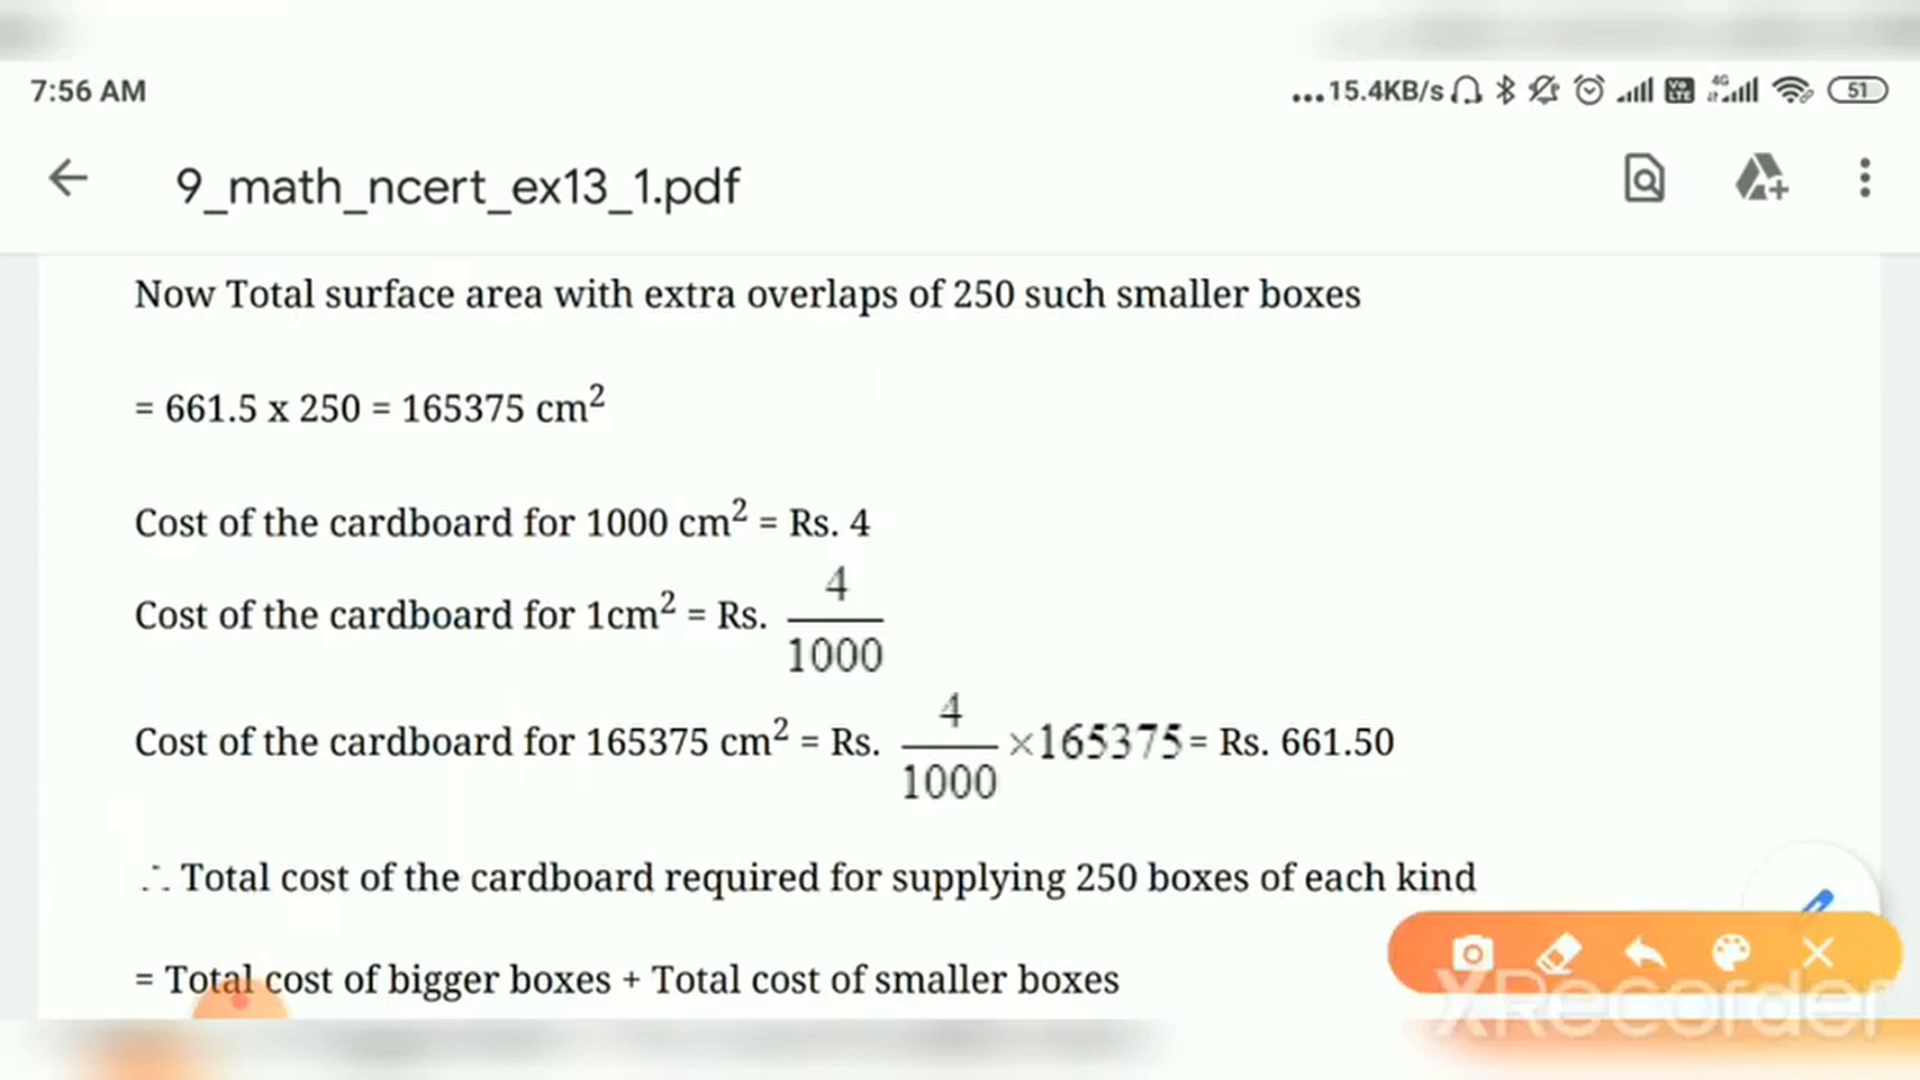 7:56 AM
...15.4KB/s
4G
51
9_math_ncert_ex13_1.pdf
Now Total surface area with extra overlaps of 250 such smaller boxes
= 661.5 x 250 = 165375 cm²
Cost of the cardboard for 1000 cm² = Rs. 4
Cost of the cardboard for 1cm² = Rs. 4/1000
Cost of the cardboard for 165375 cm² = Rs. 4/1000 ×165375 = Rs. 661.50
∴ Total cost of the cardboard required for supplying 250 boxes of each kind
= Total cost of bigger boxes + Total cost of smaller boxes
XRecorder